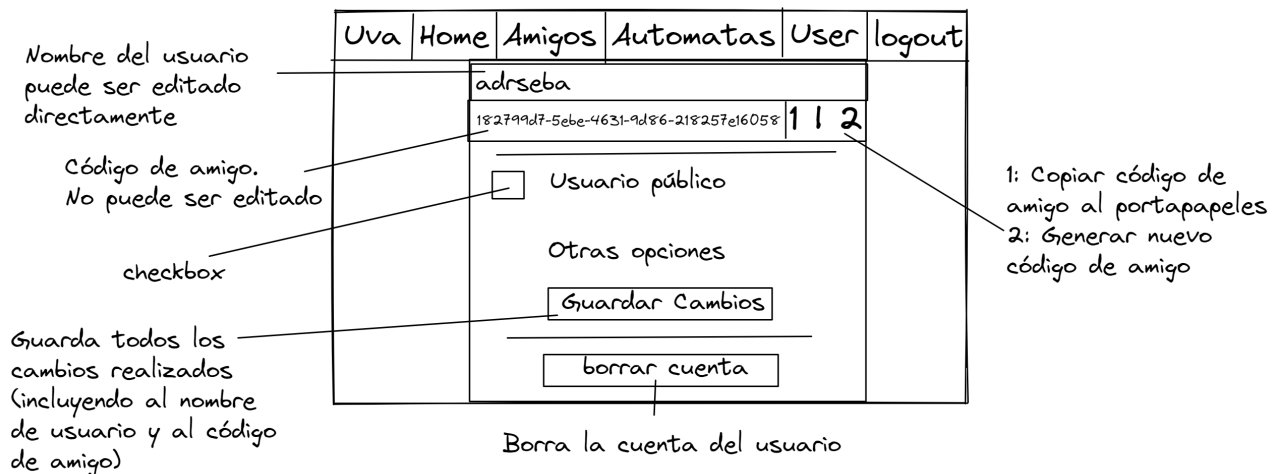 Uva Home Amigos Automatas User logout
Nombre del usuario
puede ser editado
directamente
adrseba
182799d7-5ebe-4631-9d86-218257e16058 1 | 2
Código de amigo.
No puede ser editado
Usuario público
checkbox
1: Copiar código de
amigo al portapapeles
2: Generar nuevo
código de amigo
Otras opciones
Guardar Cambios
Guarda todos los
cambios realizados
(incluyendo al nombre
de usuario y al código
de amigo)
borrar cuenta
Borra la cuenta del usuario